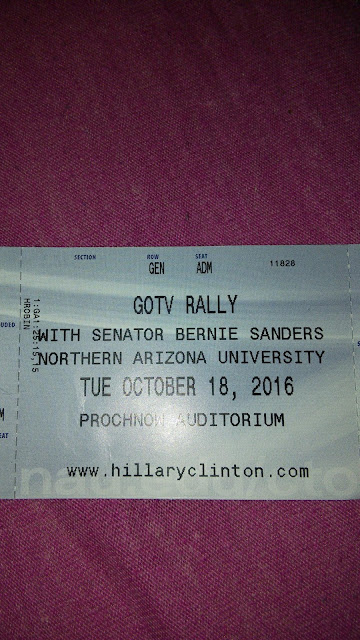 SECTION ROW SEAT
GEN ADM 11828
GOTV RALLY
WITH SENATOR BERNIE SANDERS
NORTHERN ARIZONA UNIVERSITY
TUE OCTOBER 18, 2016
PROCHNOW AUDITORIUM
www.hillaryclinton.com
HROBIN